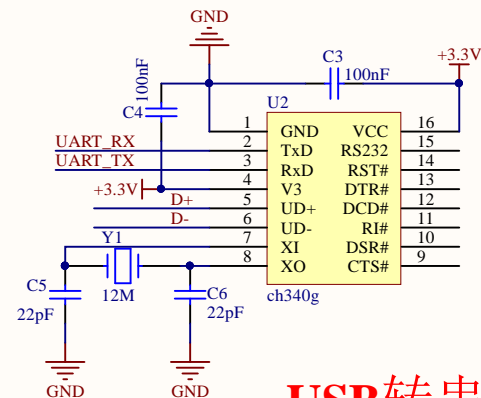 GND
C3
100nF
+3.3V
100nF
C4
U2
1 GND VCC 16
UART_RX 2 TxD RS232 15
UART_TX 3 RxD RST# 14
+3.3V 4 V3 DTR# 13
D+ 5 UD+ DCD# 12
D- 6 UD- RI# 11
Y1 7 XI DSR# 10
8 XO CTS# 9
C5 12M C6 ch340g
22pF 22pF
GND GND
USB转